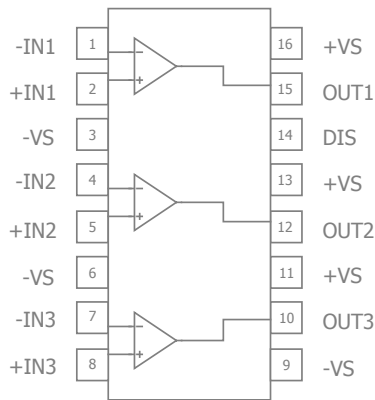 -IN1 1 - 16 +VS
+IN1 2 + 15 OUT1
-VS 3 14 DIS
-IN2 4 - 13 +VS
+IN2 5 + 12 OUT2
-VS 6 11 +VS
-IN3 7 - 10 OUT3
+IN3 8 + 9 -VS